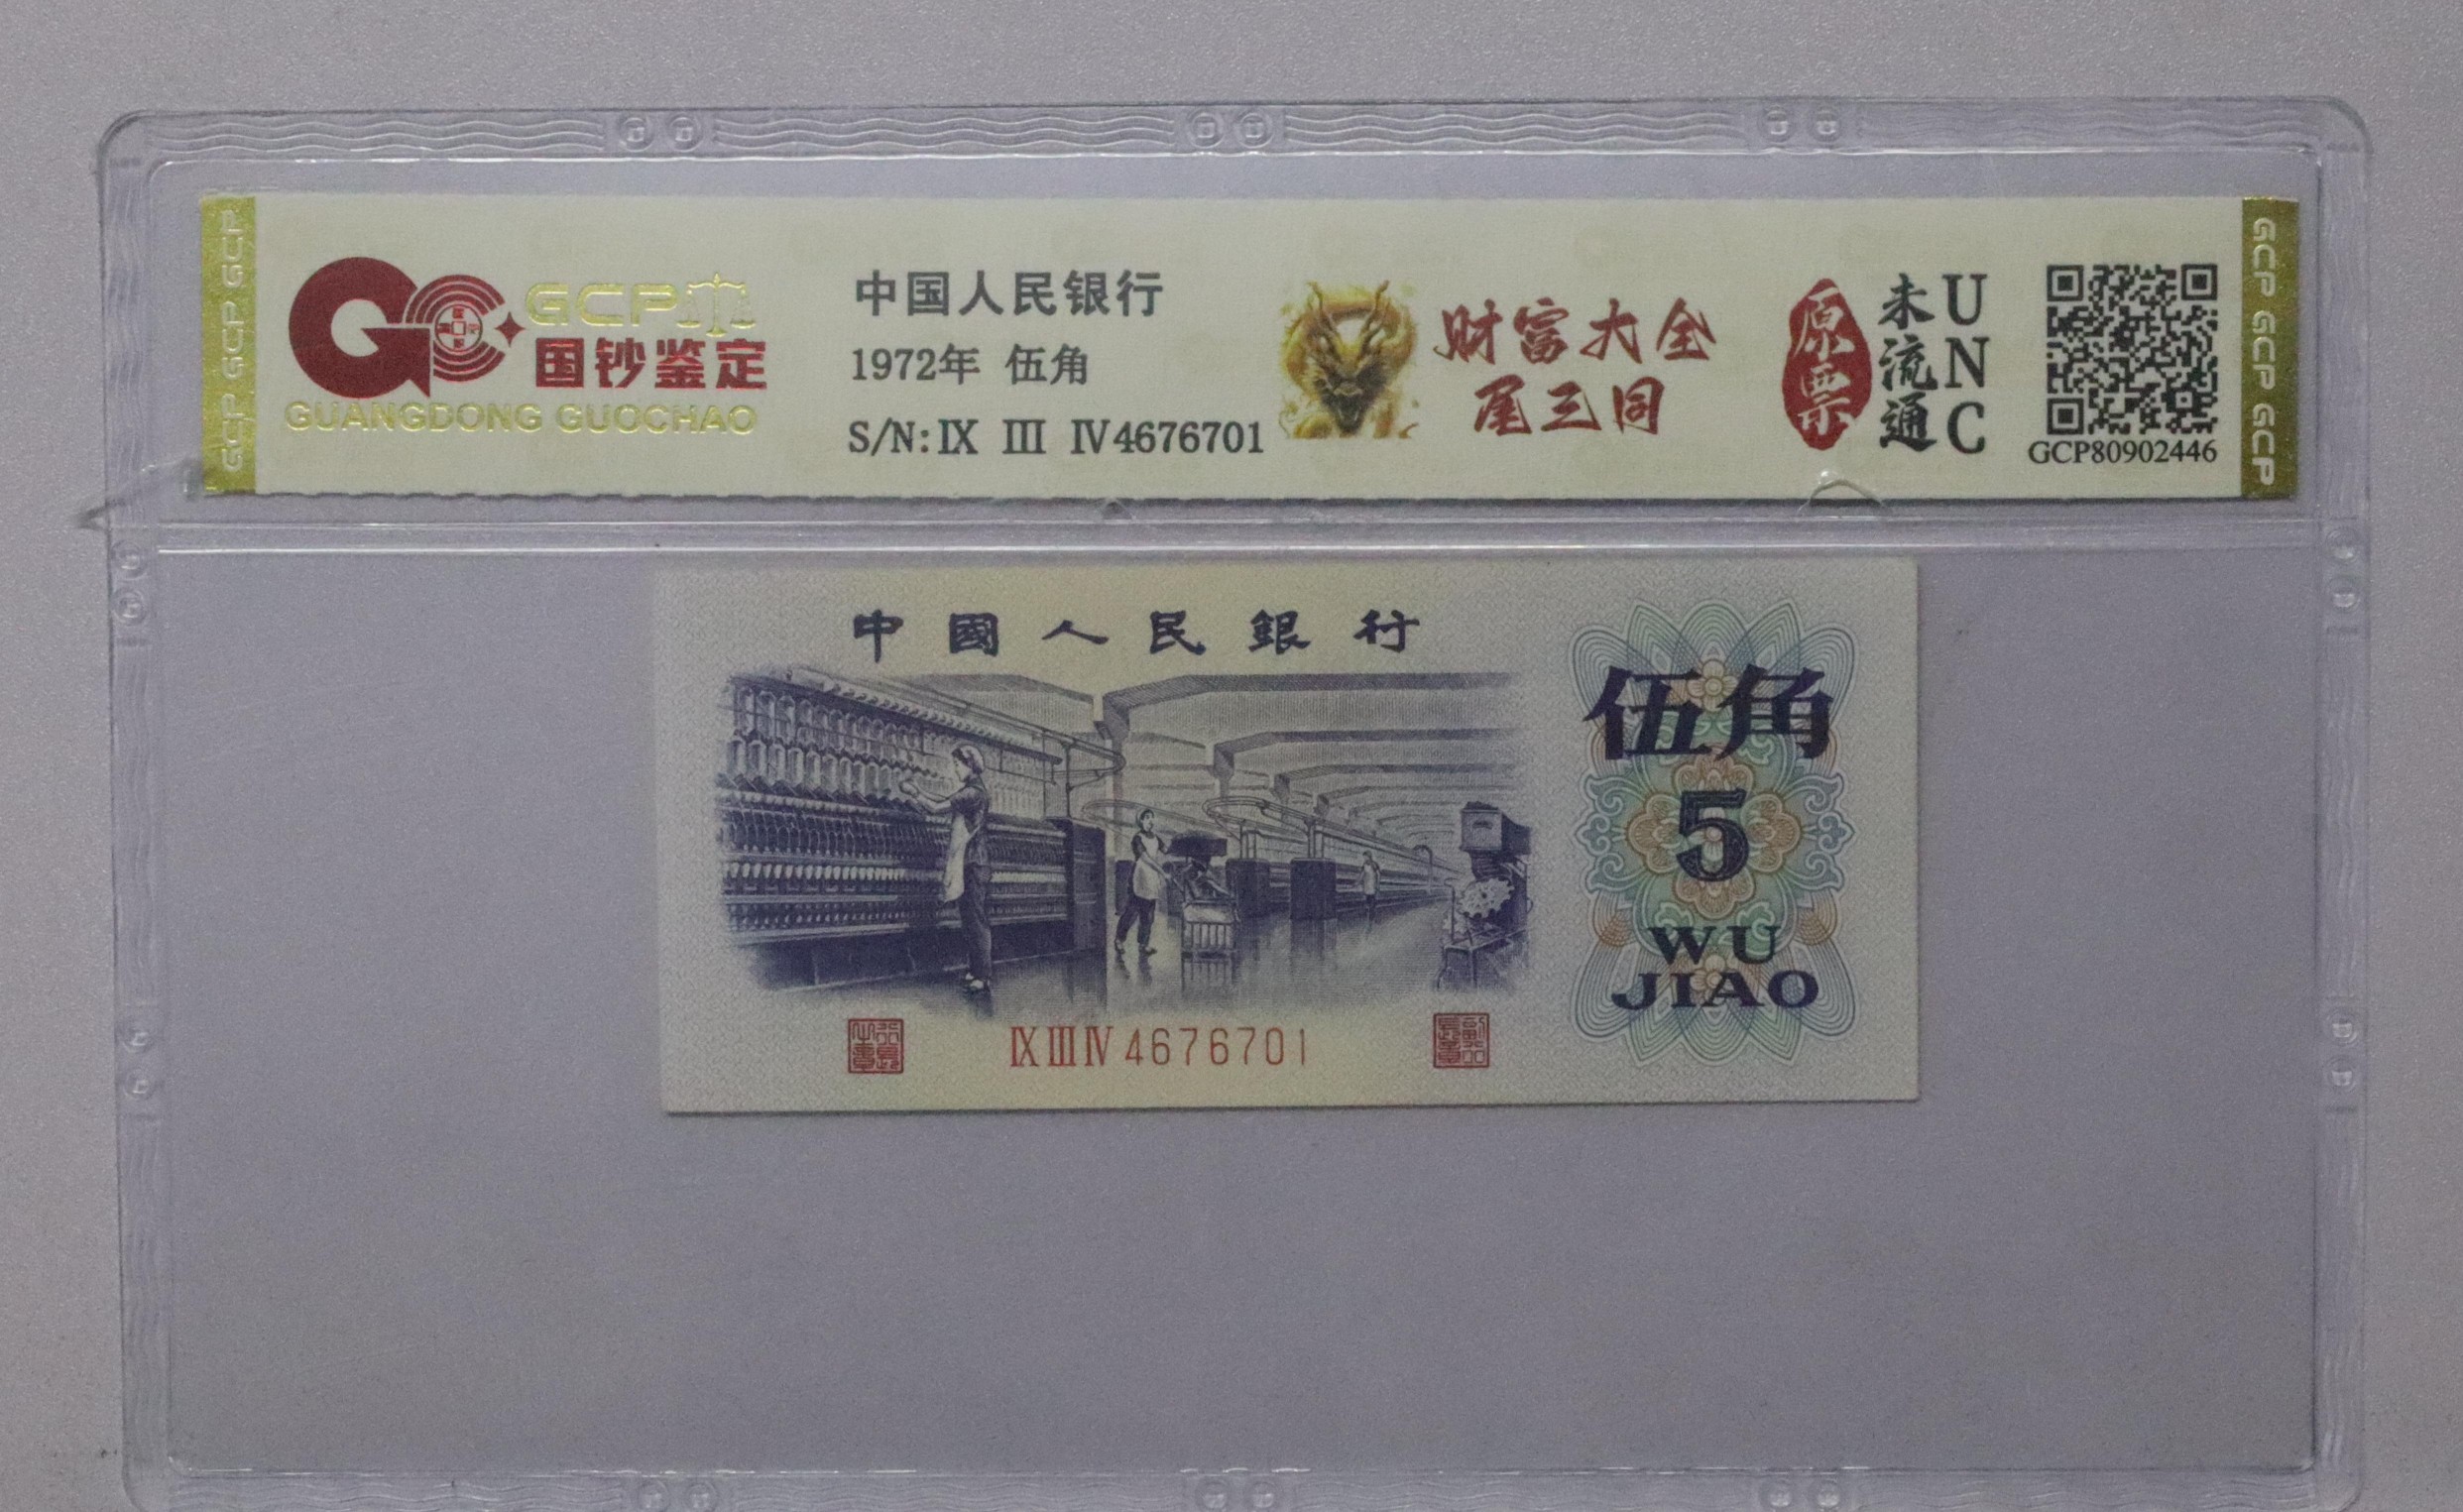 GCP GCP GCP
GCP
国钞鉴定
GUANGDONG GUOCHAO
中国人民银行
1972年 伍角
S/N: IX III IV4676701
财富大全
尾三同
原票
未流通
UNC
GCP80902446
GCP GCP GCP
中國人民銀行
伍角
5
WU
JIAO
IX III IV 4676701